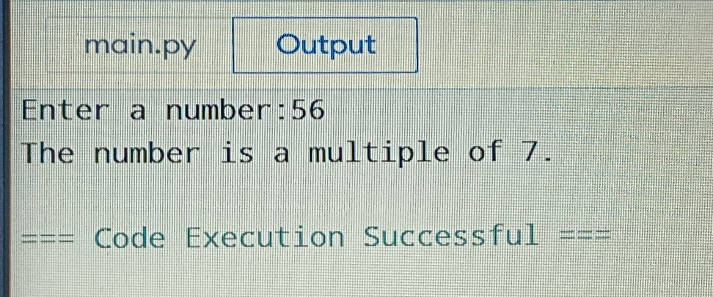 main.py Output
Enter a number:56
The number is a multiple of 7.
=== Code Execution Successful ===